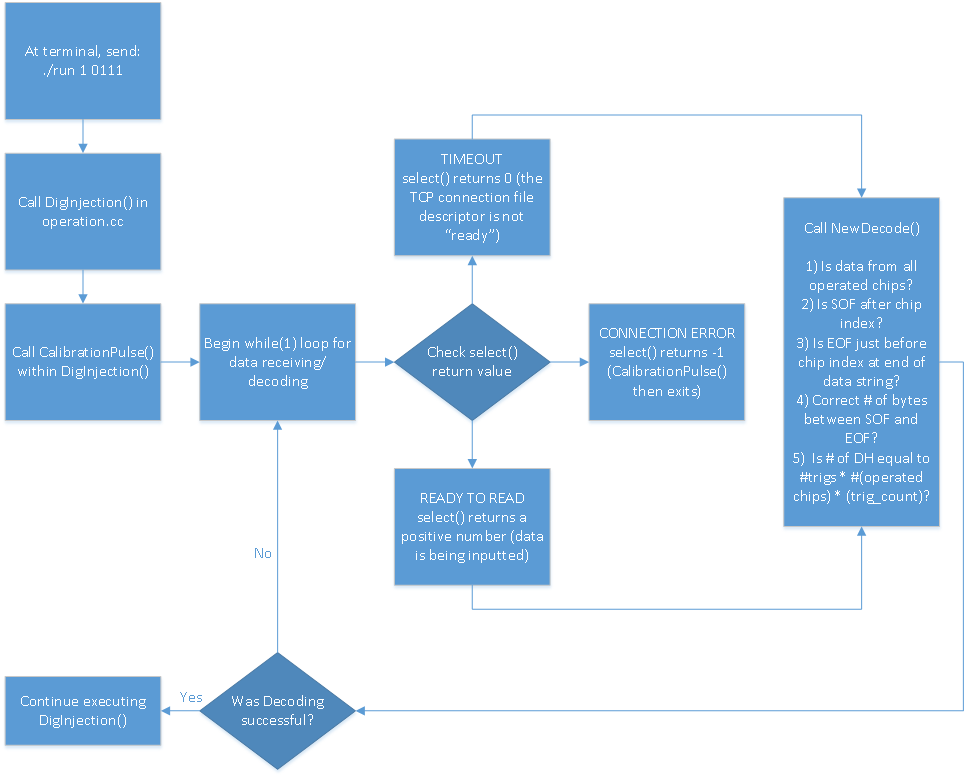 At terminal, send:
./run 1 0111
Call DigInjection() in
operation.cc
Call CalibrationPulse()
within DigInjection()
Begin while(1) loop for
data receiving/
decoding
Check select()
return value
TIMEOUT
select() returns 0 (the
TCP connection file
descriptor is not
“ready”)
CONNECTION ERROR
select() returns -1
(CalibrationPulse()
then exits)
READY TO READ
select() returns a
positive number (data
is being inputted)
Call NewDecode()
1) Is data from all
operated chips?
2) Is SOF after chip
index?
3) Is EOF just before
chip index at end of
data string?
4) Correct # of bytes
between SOF and
EOF?
5)  Is # of DH equal to
#trigs * #(operated
chips) * (trig_count)?
No
Was Decoding
successful?
Yes
Continue executing
DigInjection()